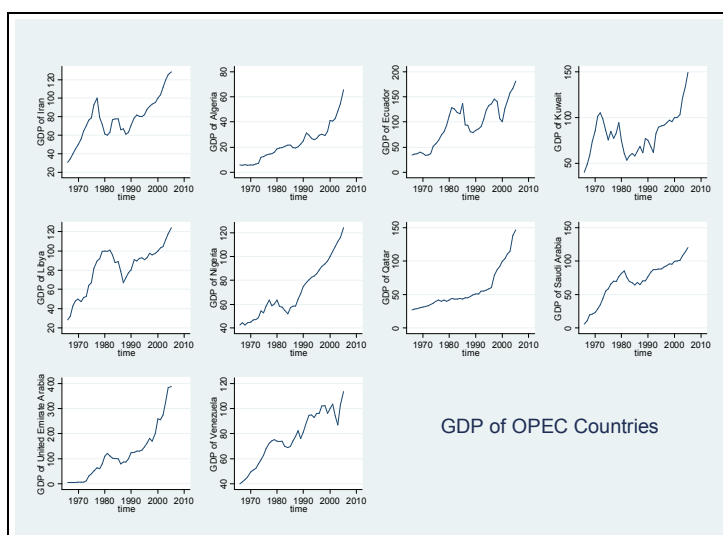 GDP of Iran
20 40 60 80 100 120
1970 1980 1990 2000 2010
time
GDP of Algeria
0 20 40 60 80
1970 1980 1990 2000 2010
time
GDP of Ecuador
0 50 100 150 200
1970 1980 1990 2000 2010
time
GDP of Kuwait
50 100 150
1970 1980 1990 2000 2010
time
GDP of Libya
20 40 60 80 100 120
1970 1980 1990 2000 2010
time
GDP of Nigeria
40 60 80 100 120
1970 1980 1990 2000 2010
time
GDP of Qatar
0 50 100 150
1970 1980 1990 2000 2010
time
GDP of Saudi Arabia
0 50 100 150
1970 1980 1990 2000 2010
time
GDP of United Emirate Arabia
0 100 200 300 400
1970 1980 1990 2000 2010
time
GDP of Venezuela
40 60 80 100 120
1970 1980 1990 2000 2010
time
GDP of OPEC Countries